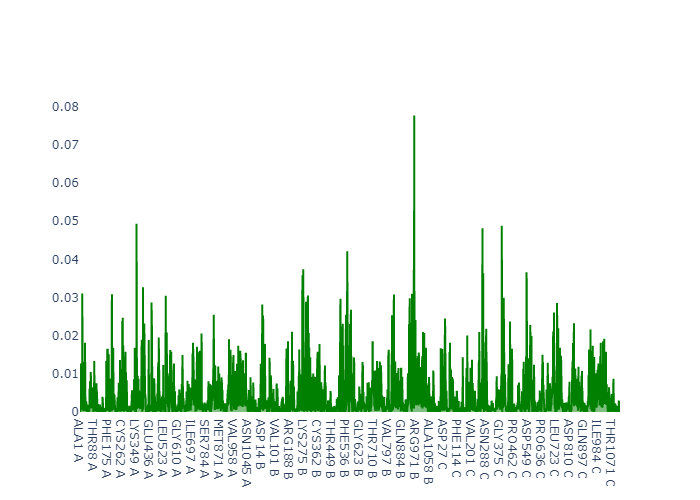 0.08
0.07
0.06
0.05
0.04
0.03
0.02
0.01
0
ALA1 A
THR88 A
PHE175 A
CYS262 A
LYS349 A
GLU436 A
LEU523 A
GLY610 A
ILE697 A
SER784 A
MET871 A
VAL958 A
ASN1045 A
ASP14 B
VAL101 B
ARG188 B
LYS275 B
CYS362 B
THR449 B
PHE536 B
GLY623 B
THR710 B
VAL797 B
GLN884 B
ARG971 B
ALA1058 B
ASP27 C
PHE114 C
VAL201 C
ASN288 C
GLY375 C
PRO462 C
ASP549 C
PRO636 C
LEU723 C
ASP810 C
GLN897 C
ILE984 C
THR1071 C